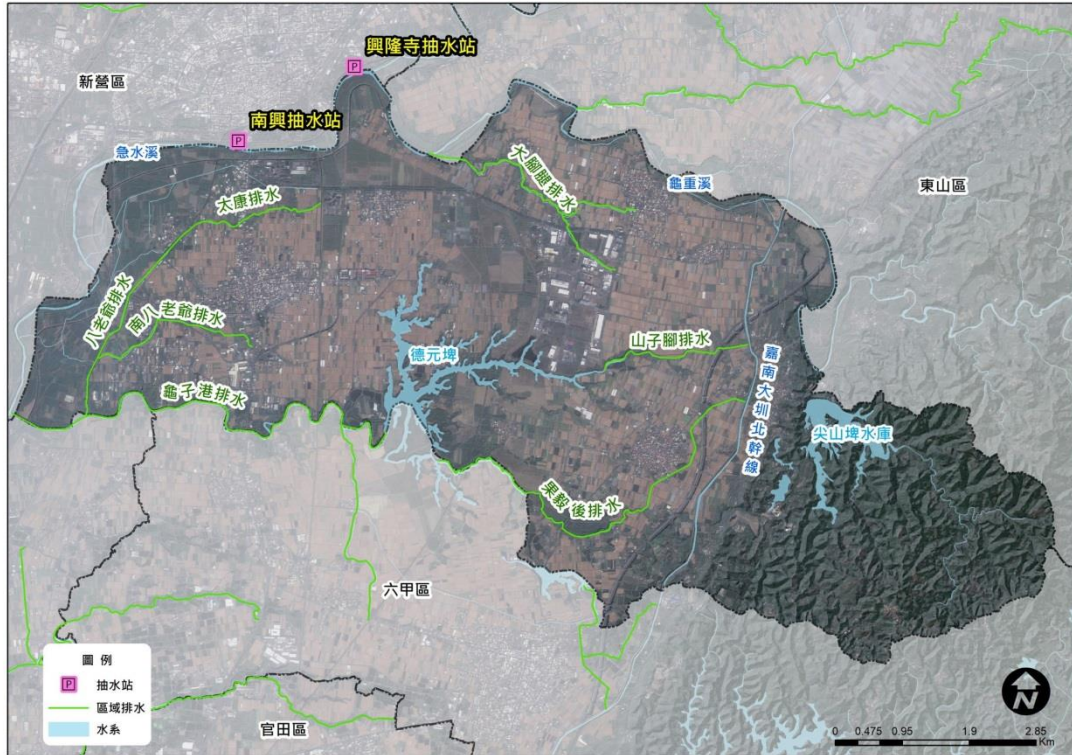 興隆寺抽水站
P
新營區
南興抽水站
P
急水溪
大腳腿排水
龜重溪
東山區
太康排水
八老爺排水
南八老爺排水
德元埤
山子腳排水
嘉南大圳北幹線
龜子港排水
尖山埤水庫
果毅後排水
六甲區
官田區
圖 例
P 抽水站
區域排水
水系
N
0 0.475 0.95 1.9 2.85
Km